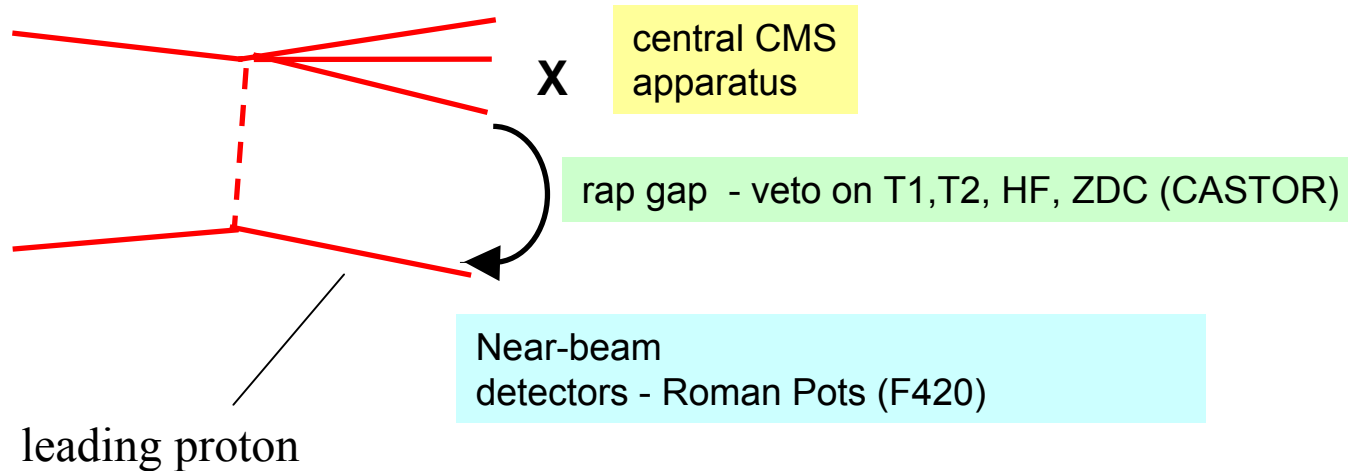 central CMS
apparatus
X
rap gap - veto on T1,T2, HF, ZDC (CASTOR)
Near-beam
detectors - Roman Pots (F420)
leading proton